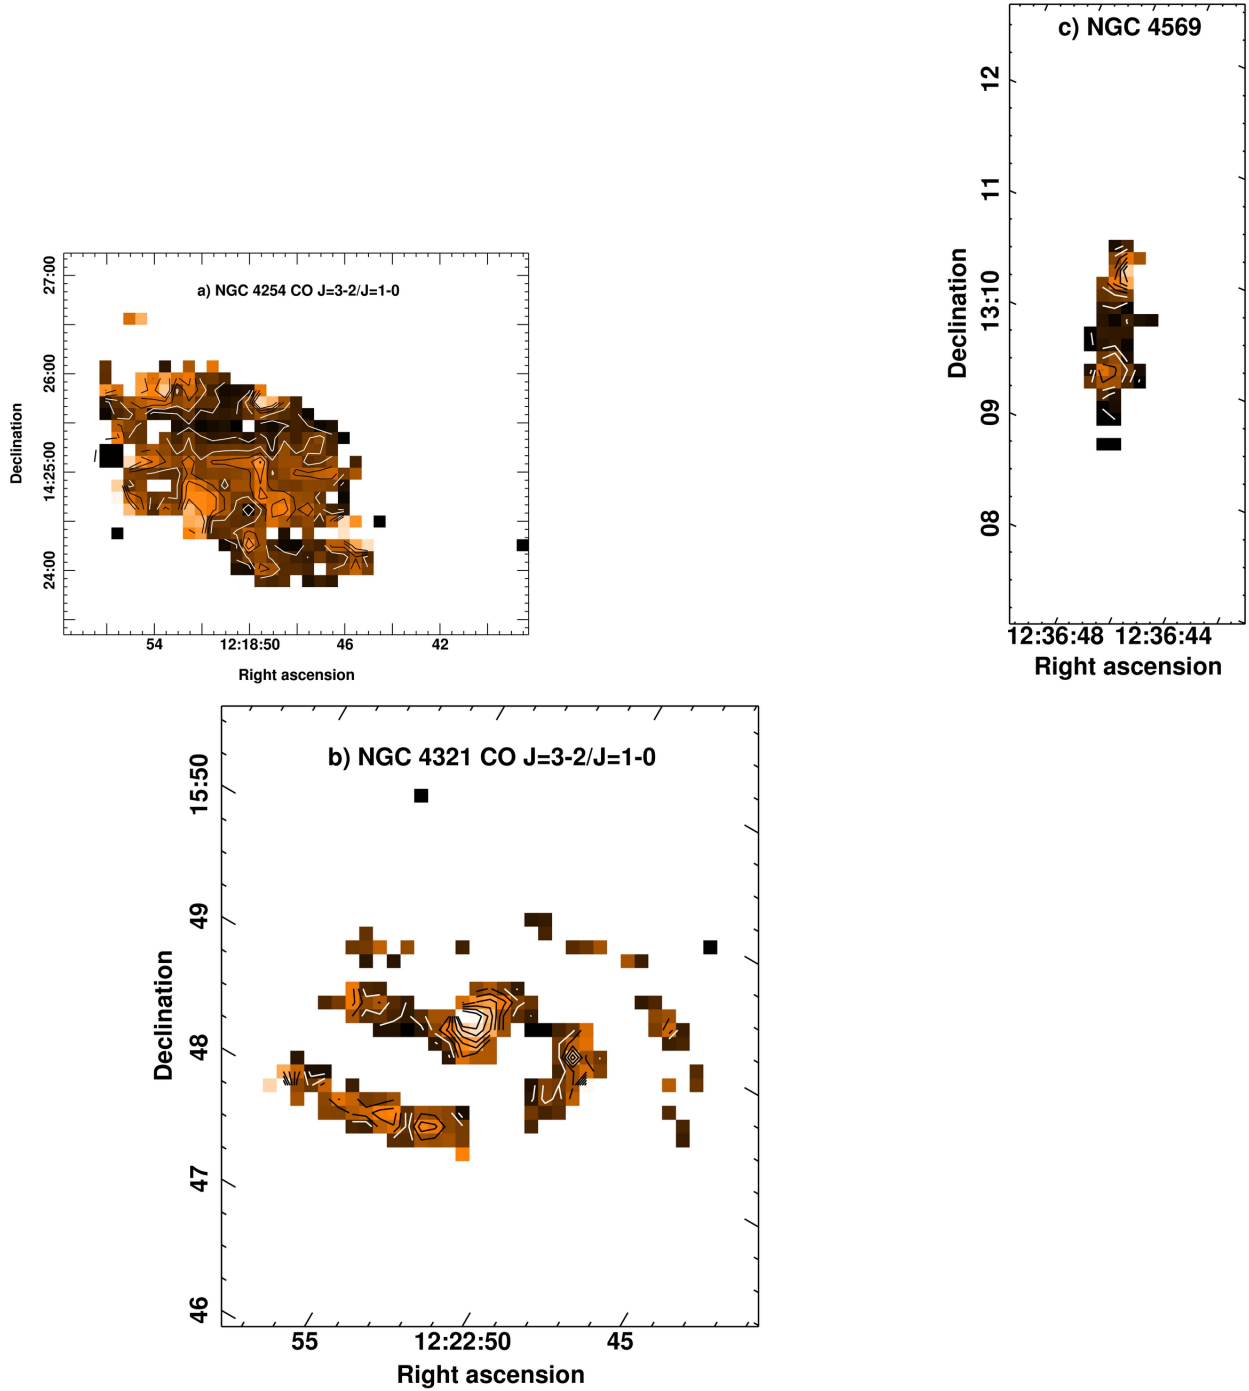 a) NGC 4254 CO J=3-2/J=1-0
27:00
26:00
14:25:00
24:00
Declination
54
12:18:50
46
42
Right ascension
c) NGC 4569
12
11
13:10
09
08
Declination
12:36:48
12:36:44
Right ascension
b) NGC 4321 CO J=3-2/J=1-0
15:50
49
48
47
46
Declination
55
12:22:50
45
Right ascension